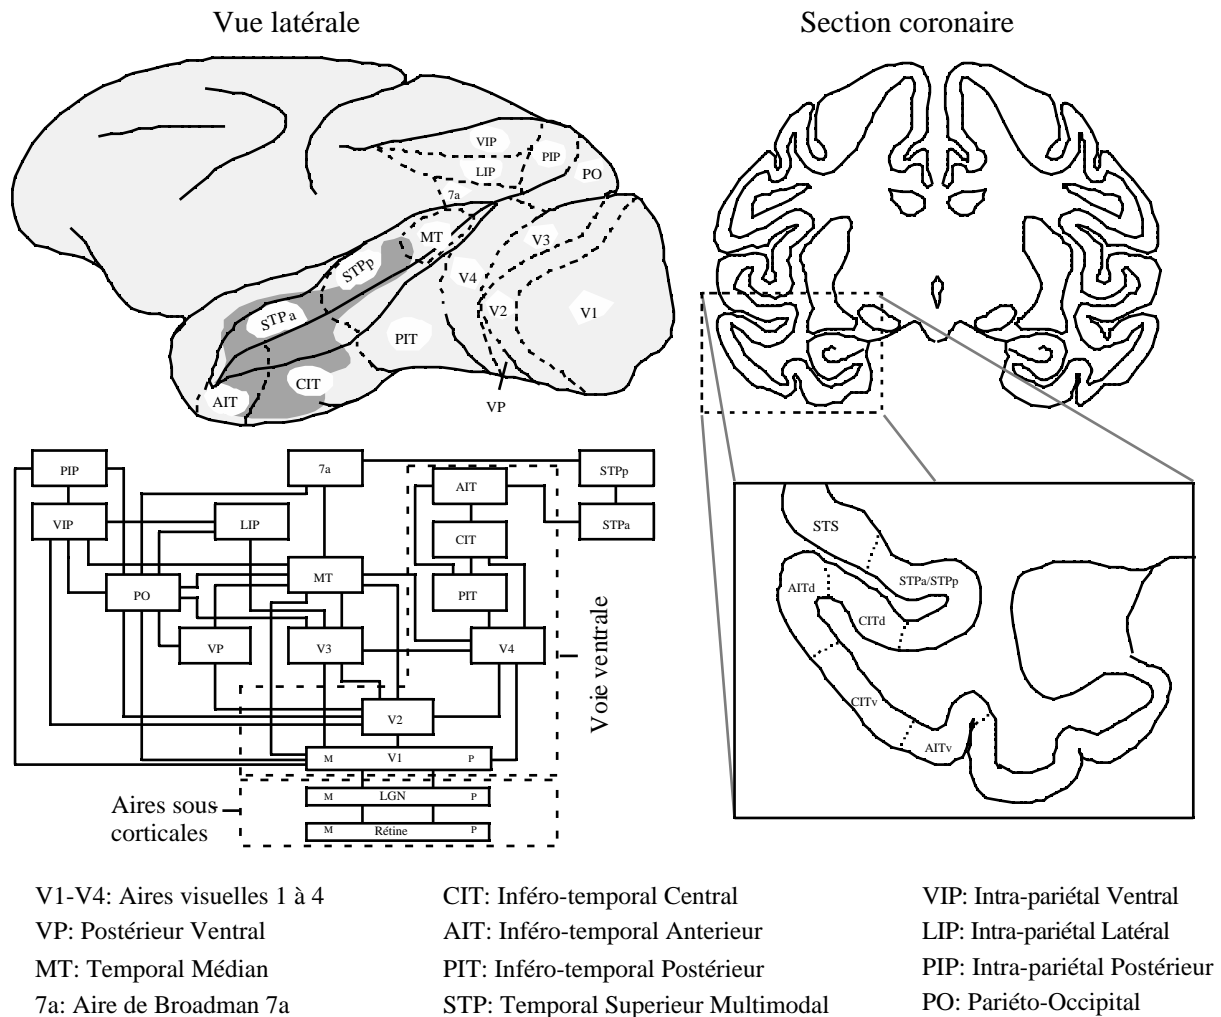 Vue latérale
Section coronaire
VIP
PIP
LIP
PO
7a
MT
V3
STPp
V4
V2
V1
STPa
PIT
CIT
AIT
VP
PIP
7a
AIT
STPp
VIP
LIP
CIT
STPa
MT
PO
PIT
VP
V3
V4
V2
M V1 P
M LGN P
M Rétine P
Voie ventrale
Aires sous
corticales
STS
AITd
STPa/STPp
CITd
CITv
AITv
V1-V4: Aires visuelles 1 à 4
VP: Postérieur Ventral
MT: Temporal Médian
7a: Aire de Broadman 7a
CIT: Inféro-temporal Central
AIT: Inféro-temporal Anterieur
PIT: Inféro-temporal Postérieur
STP: Temporal Superieur Multimodal
VIP: Intra-pariétal Ventral
LIP: Intra-pariétal Latéral
PIP: Intra-pariétal Postérieur
PO: Pariéto-Occipital